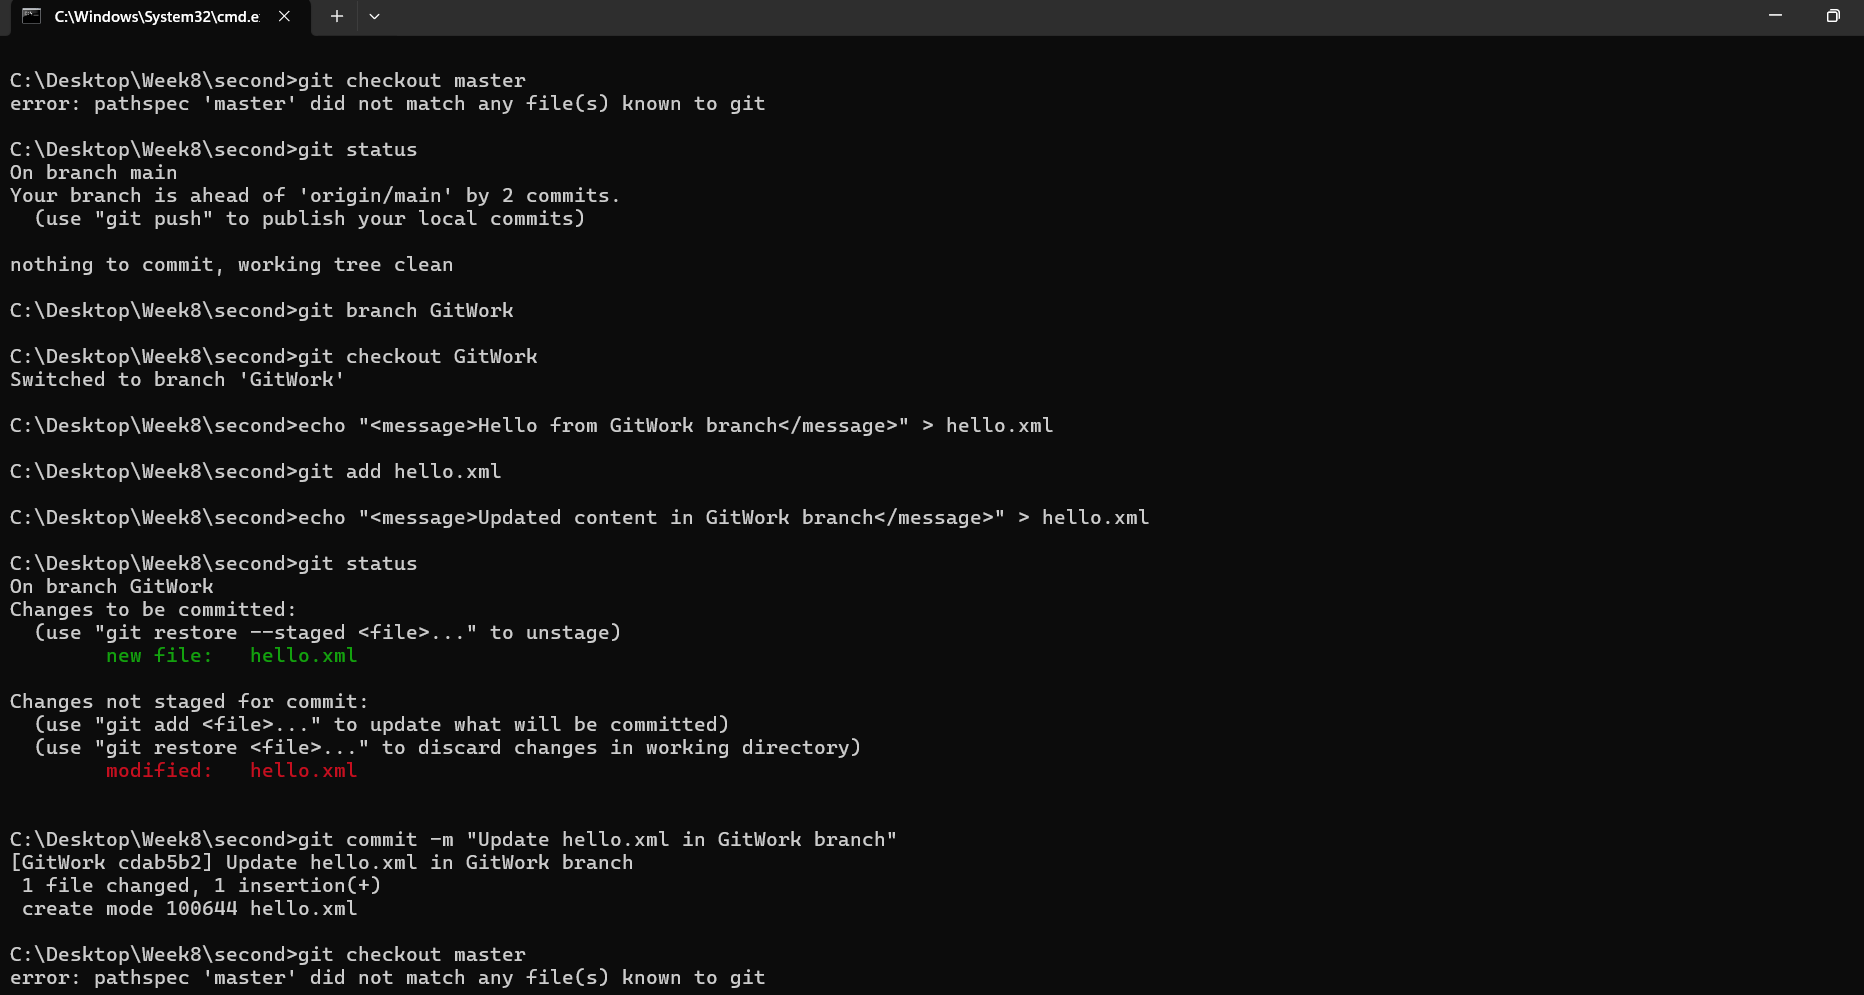 C:\Windows\System32\cmd.e
C:\Desktop\Week8\second>git checkout master
error: pathspec 'master' did not match any file(s) known to git
C:\Desktop\Week8\second>git status
On branch main
Your branch is ahead of 'origin/main' by 2 commits.
  (use "git push" to publish your local commits)
nothing to commit, working tree clean
C:\Desktop\Week8\second>git branch GitWork
C:\Desktop\Week8\second>git checkout GitWork
Switched to branch 'GitWork'
C:\Desktop\Week8\second>echo "<message>Hello from GitWork branch</message>" > hello.xml
C:\Desktop\Week8\second>git add hello.xml
C:\Desktop\Week8\second>echo "<message>Updated content in GitWork branch</message>" > hello.xml
C:\Desktop\Week8\second>git status
On branch GitWork
Changes to be committed:
  (use "git restore --staged <file>..." to unstage)
        new file:   hello.xml
Changes not staged for commit:
  (use "git add <file>..." to update what will be committed)
  (use "git restore <file>..." to discard changes in working directory)
        modified:   hello.xml
C:\Desktop\Week8\second>git commit -m "Update hello.xml in GitWork branch"
[GitWork cdab5b2] Update hello.xml in GitWork branch
 1 file changed, 1 insertion(+)
 create mode 100644 hello.xml
C:\Desktop\Week8\second>git checkout master
error: pathspec 'master' did not match any file(s) known to git